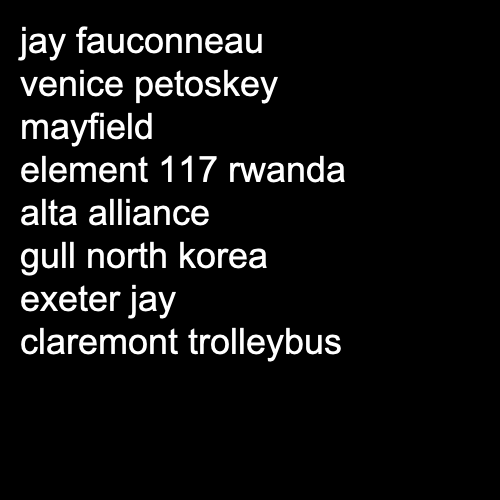 jay fauconneau
venice petoskey
mayfield
element 117 rwanda
alta alliance
gull north korea
exeter jay
claremont trolleybus